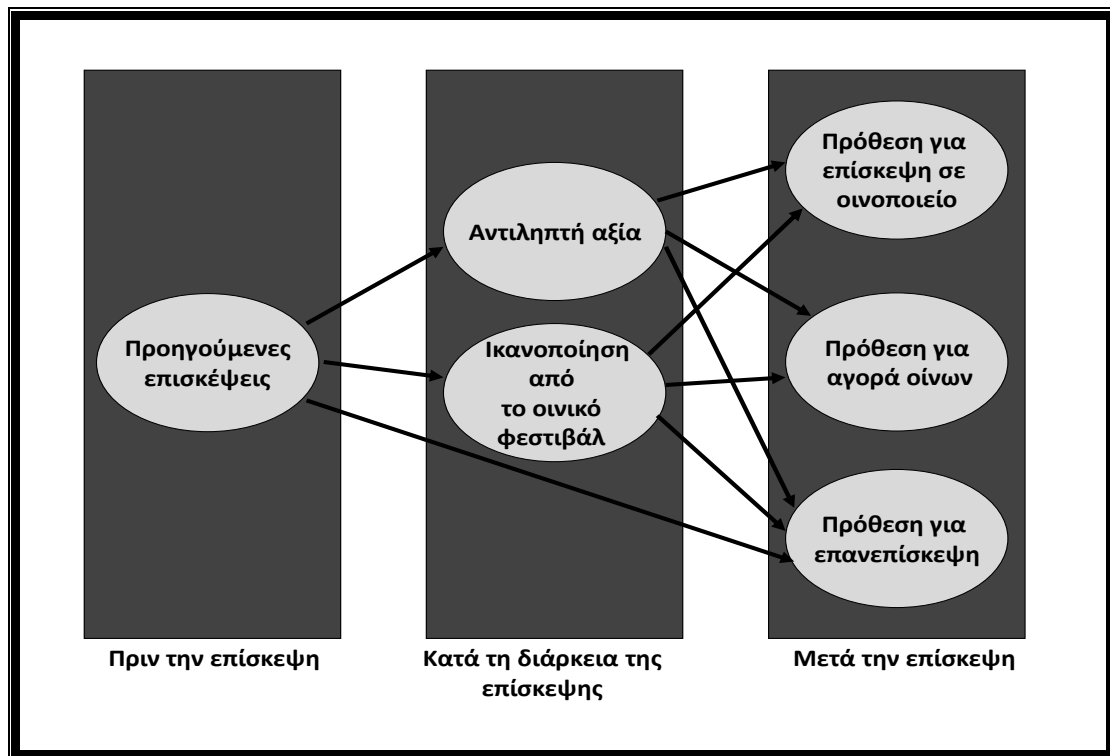 Προηγούμενες
επισκέψεις
Αντιληπτή αξία
Ικανοποίηση
από
το οινικό
φεστιβάλ
Πρόθεση για
επίσκεψη σε
οινοποιείο
Πρόθεση για
αγορά οίνων
Πρόθεση για
επανεπίσκεψη
Πριν την επίσκεψη
Κατά τη διάρκεια της
επίσκεψης
Μετά την επίσκεψη